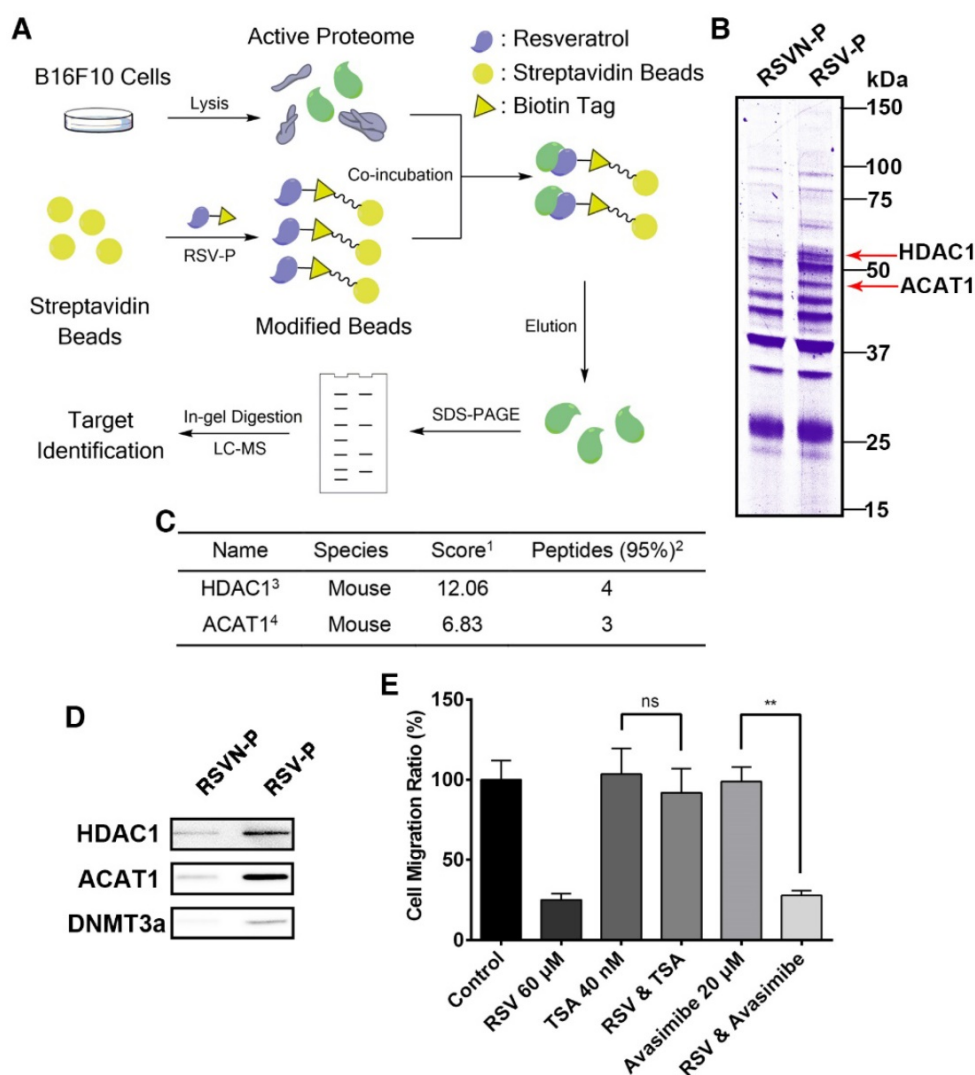 A
B16F10 Cells
Lysis
Active Proteome
: Resveratrol
: Streptavidin Beads
: Biotin Tag
Co-incubation
RSV-P
Streptavidin
Beads
Modified Beads
Elution
SDS-PAGE
In-gel Digestion
LC-MS
Target
Identification
B
RSVN-P
RSV-P
kDa
150
100
75
HDAC1
50
ACAT1
37
25
15
C
Name Species Score¹ Peptides (95%)²
HDAC1³ Mouse 12.06 4
ACAT1⁴ Mouse 6.83 3
D
RSVN-P
RSV-P
HDAC1
ACAT1
DNMT3a
E
Cell Migration Ratio (%)
150
100
50
0
ns
**
Control
RSV 60 µM
TSA 40 nM
RSV & TSA
Avasimibe 20 µM
RSV & Avasimibe